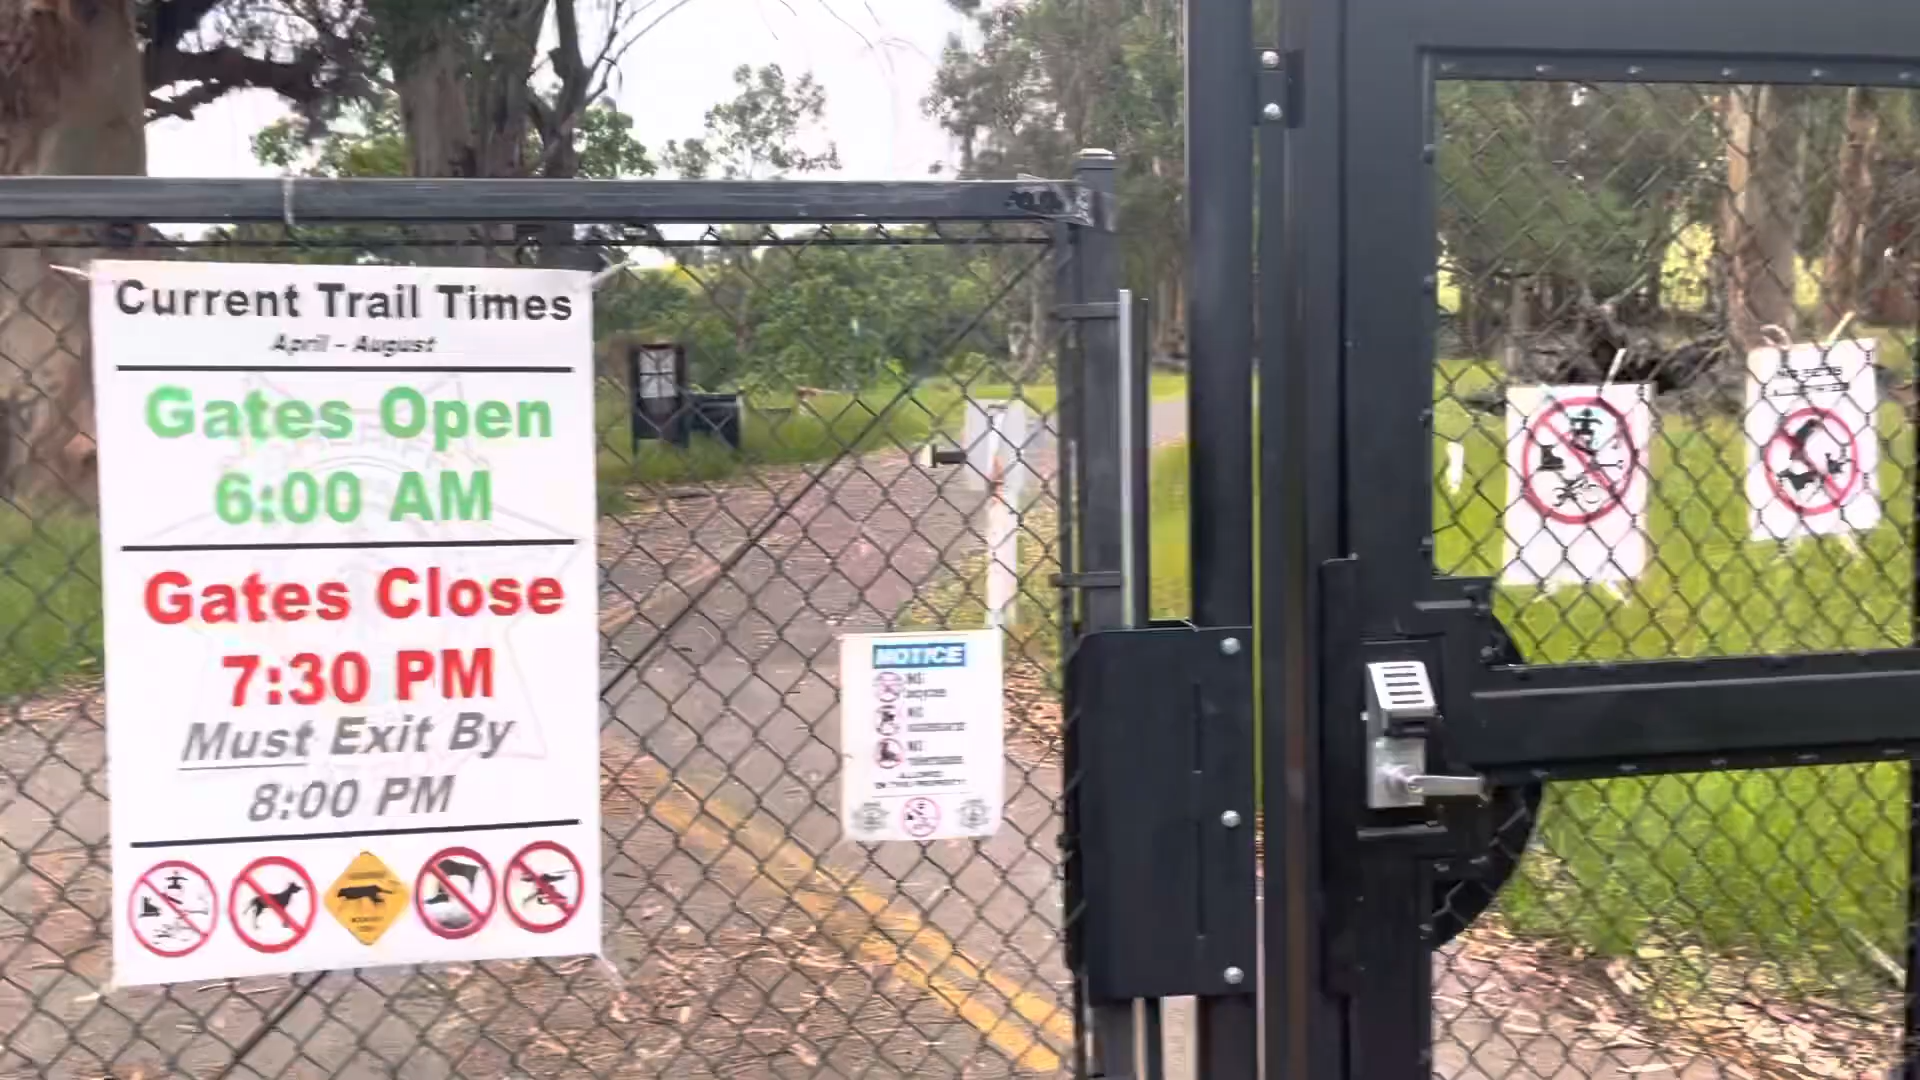 Current Trail Times
April - August
Gates Open
6:00 AM
Gates Close
7:30 PM
Must Exit By
8:00 PM
NOTICE
NO
NO
NO